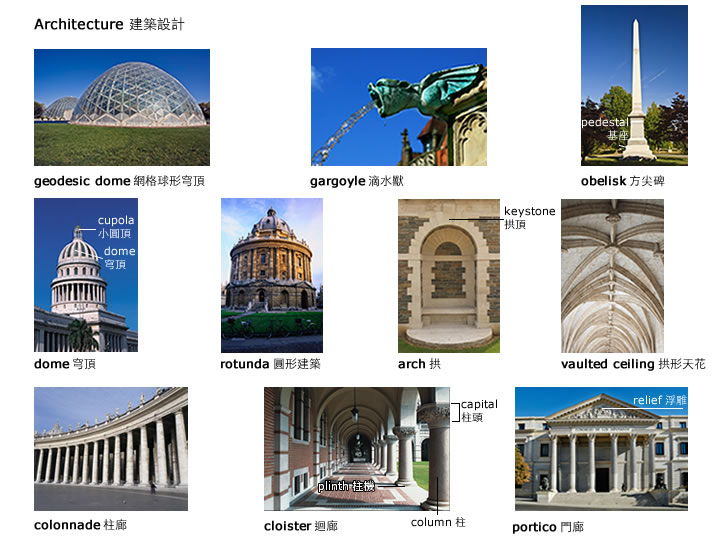 Architecture 建築設計
pedestal
基座
geodesic dome 網格球形穹頂
gargoyle 滴水獸
obelisk 方尖碑
cupola
小圓頂
dome
穹頂
keystone
拱頂
dome 穹頂
rotunda 圓形建築
arch 拱
vaulted ceiling 拱形天花
capital
柱頭
relief 浮雕
plinth 柱機
colonnade 柱廊
cloister 迴廊
column 柱
portico 門廊